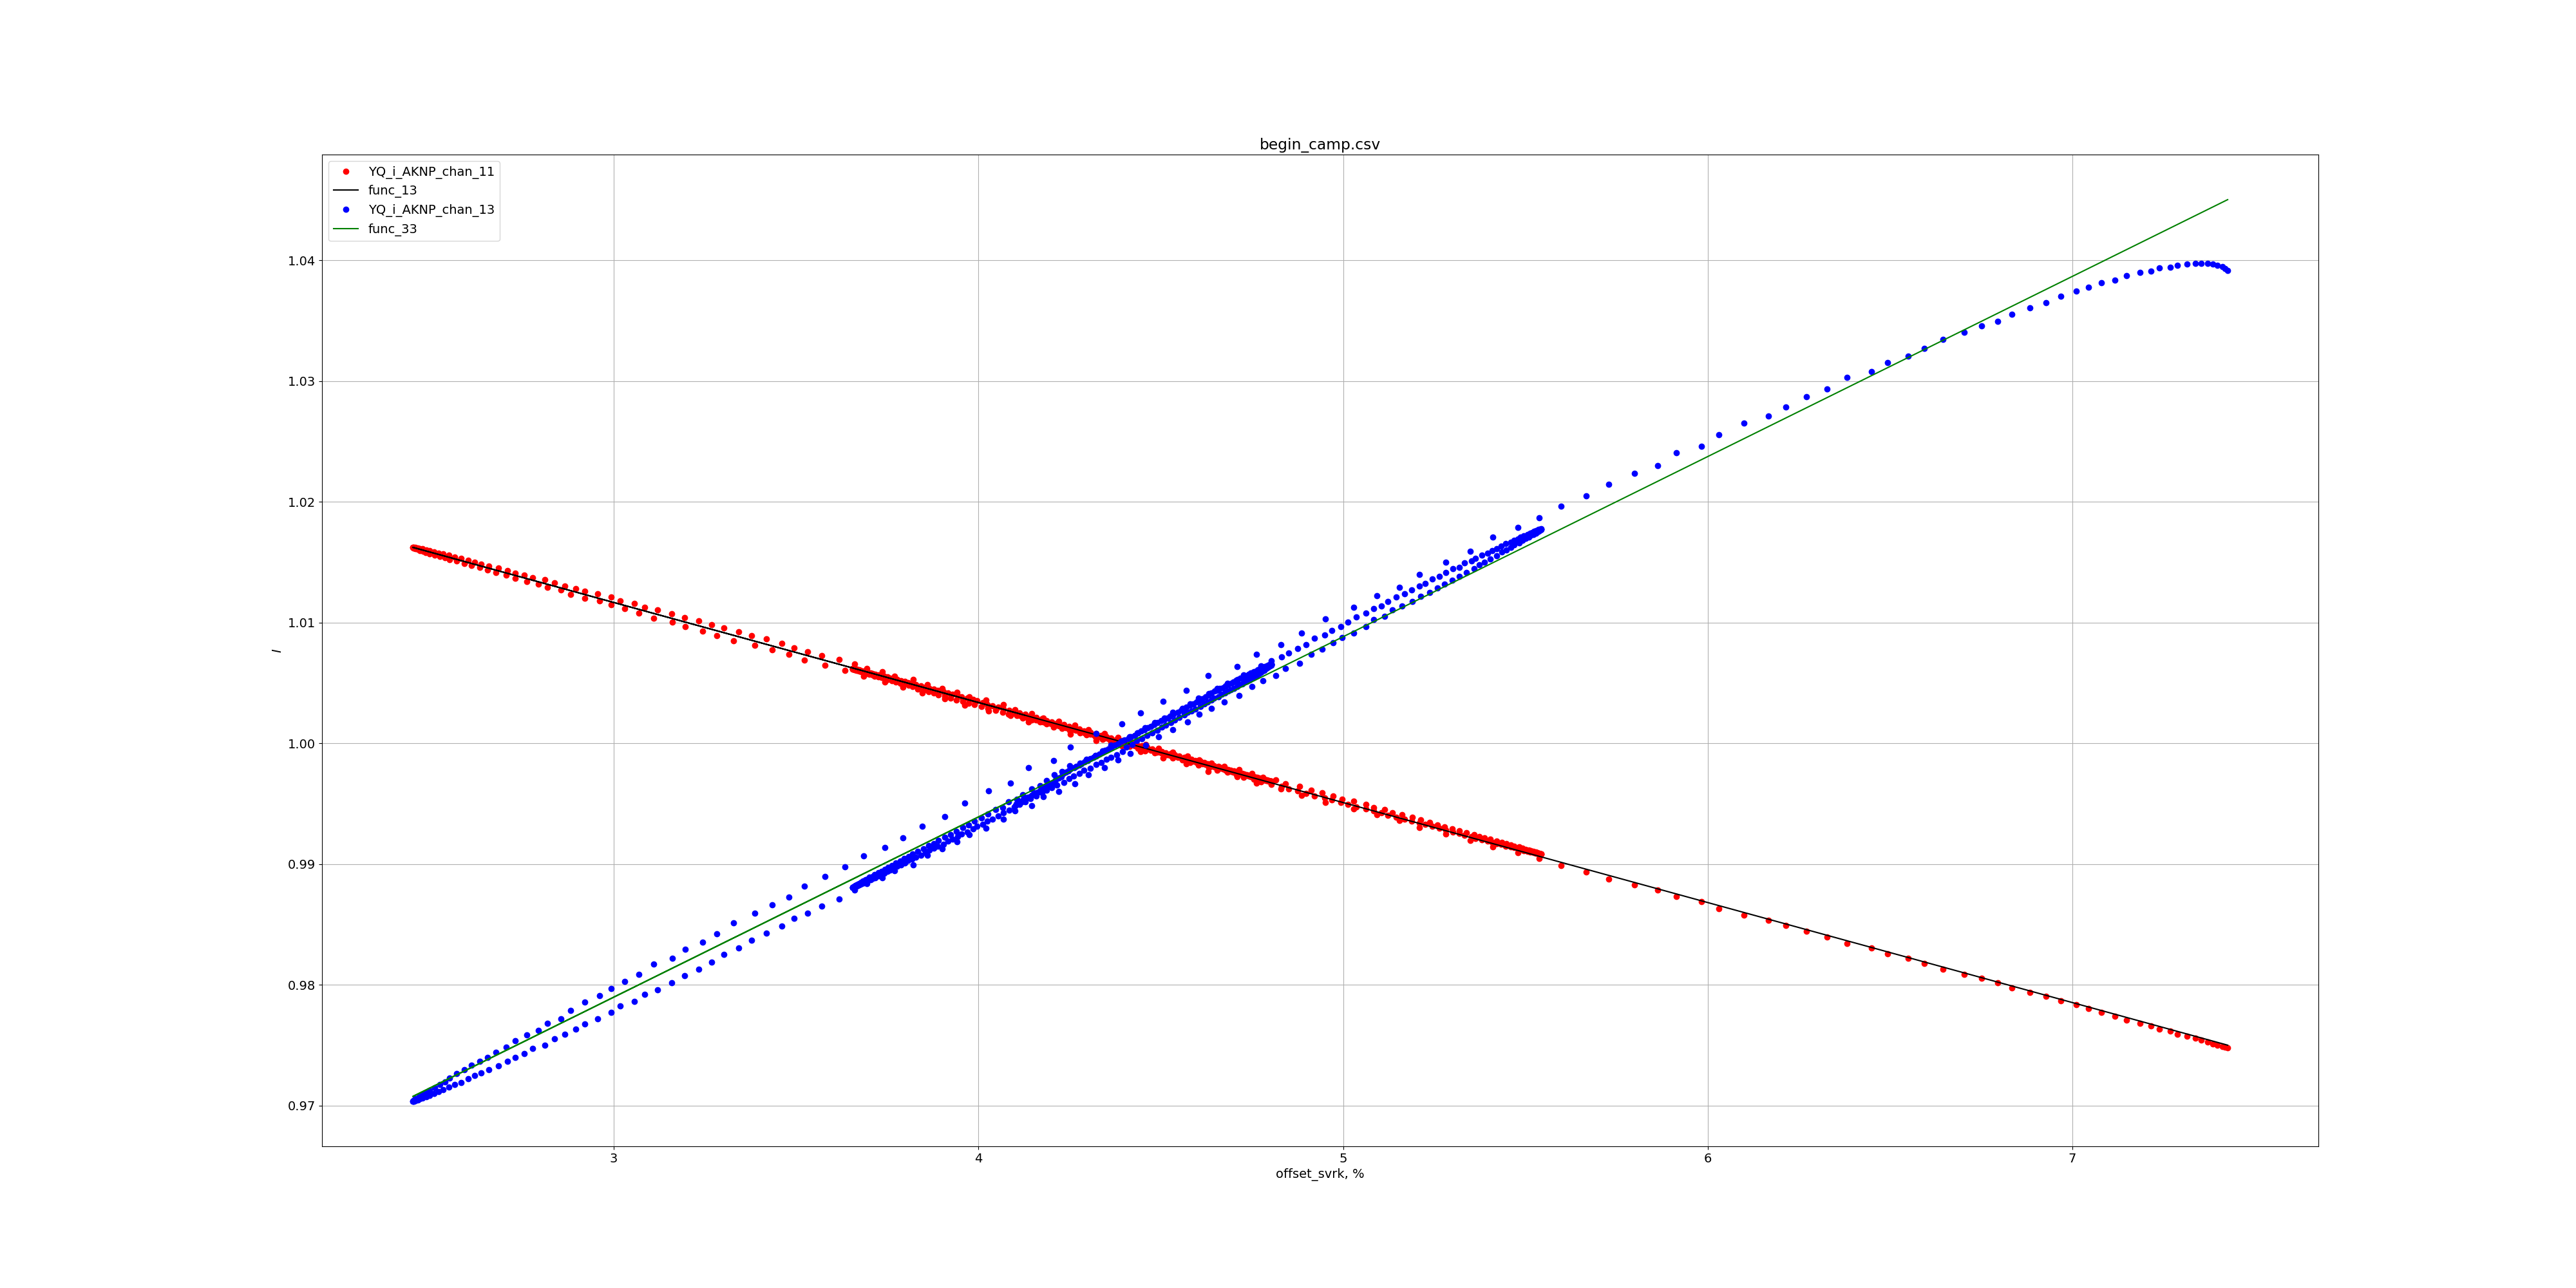 begin_camp.csv
YQ_i_AKNP_chan_11
func_13
YQ_i_AKNP_chan_13
func_33
1.04
1.03
1.02
1.01
1.00
0.99
0.98
0.97
I
3 4 5 6 7
offset_svrk, %